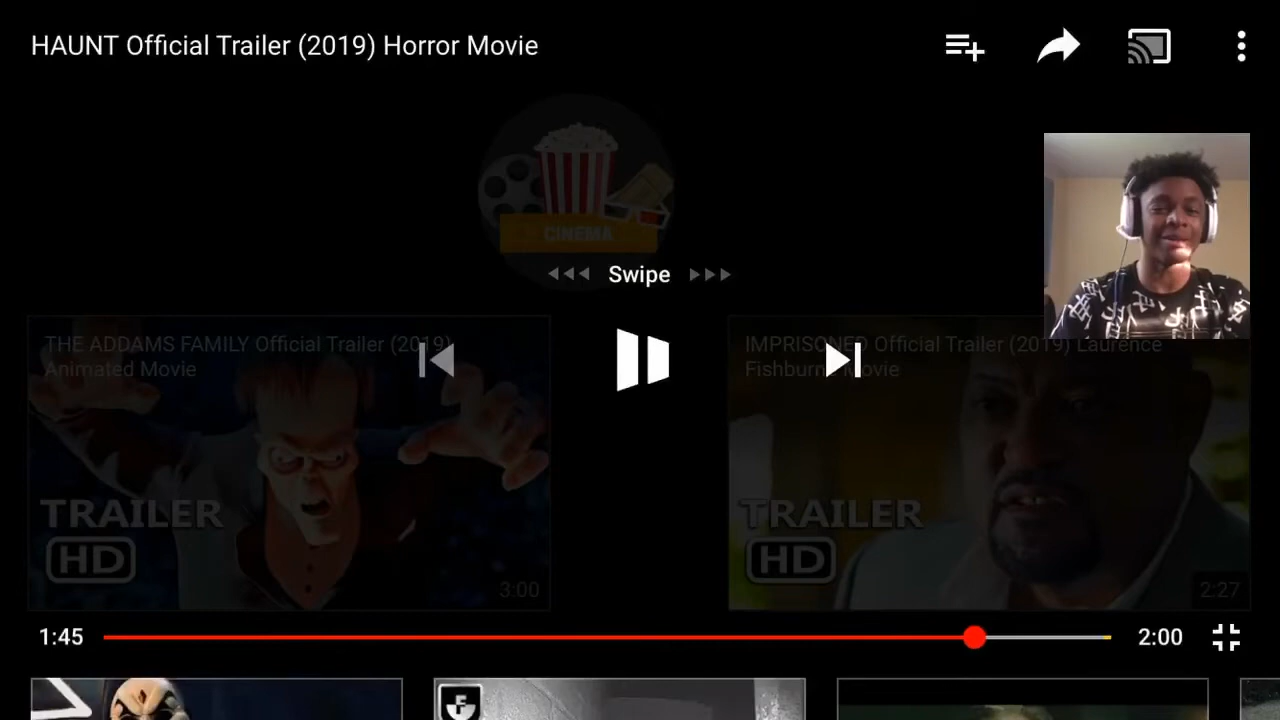 HAUNT Official Trailer (2019) Horror Movie
CINEMA
Swipe
THE ADDAMS FAMILY Official Trailer (2019)
Animated Movie
IMPRISONED Official Trailer (2019) Laurence
Fishburne Movie
TRAILER
HD
3:00
TRAILER
HD
2:27
1:45
2:00
F